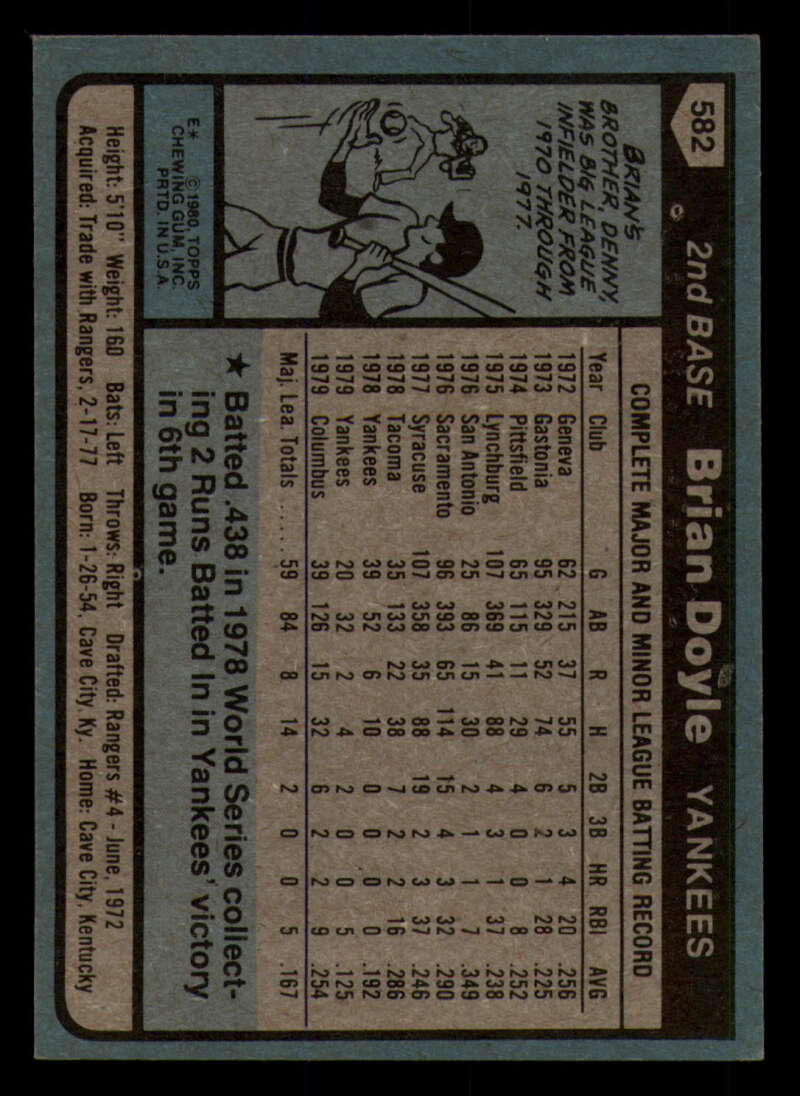 582 2nd BASE Brian Doyle YANKEES
BRIAN'S
BROTHER, DENNY,
WAS BIG LEAGUE
INFIELDER FROM
1970 THROUGH
1977.
E* © 1980 TOPPS
CHEWING GUM, INC.
PRTD. IN U.S.A.
COMPLETE MAJOR AND MINOR LEAGUE BATTING RECORD
Year Club G AB R H 2B 3B HR RBI AVG
1972 Geneva 62 215 37 55 5 3 4 20 .256
1973 Gastonia 95 329 52 74 6 2 1 28 .225
1974 Pittsfield 65 115 11 29 4 0 0 8 .252
1975 Lynchburg 107 369 41 88 4 3 1 37 .238
1976 San Antonio 25 86 15 30 2 1 1 7 .349
1976 Sacramento 96 393 65 114 15 4 3 32 .290
1977 Syracuse 107 358 35 88 19 2 3 37 .246
1978 Tacoma 35 133 22 38 7 2 2 16 .286
1978 Yankees 39 52 6 10 0 0 0 0 .192
1979 Yankees 20 32 2 4 2 0 0 5 .125
1979 Columbus 39 126 15 32 6 2 2 9 .254
Maj. Lea. Totals ...... 59 84 8 14 2 0 0 5 .167
★ Batted .438 in 1978 World Series collect-
ing 2 Runs Batted In in Yankees' victory
in 6th game.
Height: 5'10" Weight: 160 Bats: Left Throws: Right Drafted: Rangers #4 - June, 1972
Acquired: Trade with Rangers, 2-17-77 Born: 1-26-54, Cave City, Ky. Home: Cave City, Kentucky